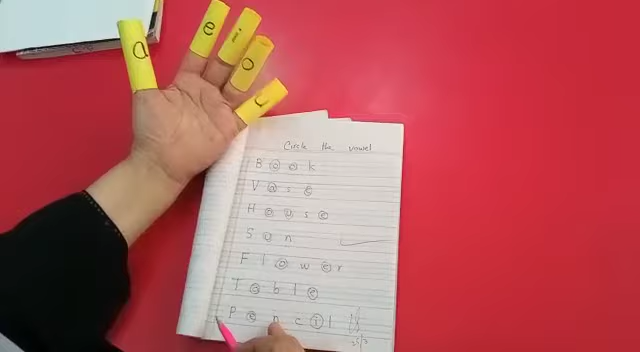 a
e
i
o
u
Circle the vowel
B o o k
V a s e
H o u s e
S u n
F l o w e r
T a b l e
P e n c i l